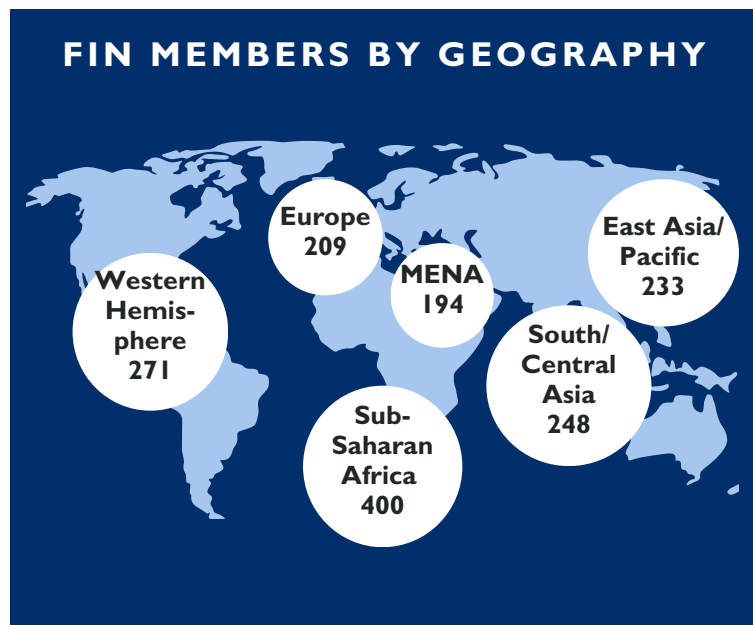 FIN MEMBERS BY GEOGRAPHY
Europe
209
East Asia/
Pacific
233
MENA
194
Western
Hemis-
phere
271
South/
Central
Asia
248
Sub-
Saharan
Africa
400